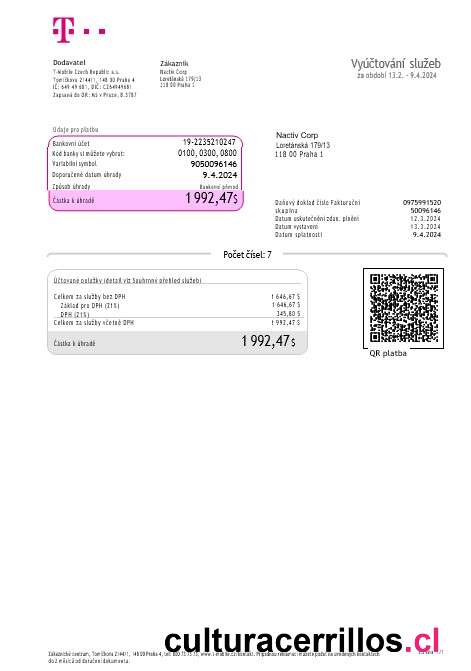 T
Dodavatel
T-Mobile Czech Republic a.s.
Tomíčkova 2144/1, 148 00 Praha 4
IČ: 649 49 681, DIČ: CZ64949681
Zapsaná do OR: MS v Praze, B.3787
Zákazník
Nactiv Corp
Loretánská 179/13
118 00 Praha 1
Vyúčtování služeb
za období 13.2. - 9.4.2024
Údaje pro platbu
Bankovní účet 19-2235210247
Kód banky si můžete vybrat: 0100, 0300, 0800
Variabilní symbol 9050096146
Doporučené datum úhrady 9.4.2024
Způsob úhrady Bankovní převod
Částka k úhradě 1 992,47$
Nactiv Corp
Loretánská 179/13
118 00 Praha 1
Daňový doklad číslo Fakturační 0975991520
skupina 50096146
Datum uskutečnění zdan. plnění 12.3.2024
Datum vystavení 13.3.2024
Datum splatnosti 9.4.2024
Počet čísel: 7
Účtované položky (detail viz Souhrnný přehled služeb)
Celkem za služby bez DPH 1 646,67 $
Základ pro DPH (21%) 1 646,67 $
DPH (21%) 345,80 $
Celkem za služby včetně DPH 1 992,47 $
Částka k úhradě 1 992,47$
QR platba
culturacerrillos.cl
Zákaznické centrum, Tomíčkova 2144/1, 148 00 Praha 4,
do 2 měsíců od doručení dokumentu.